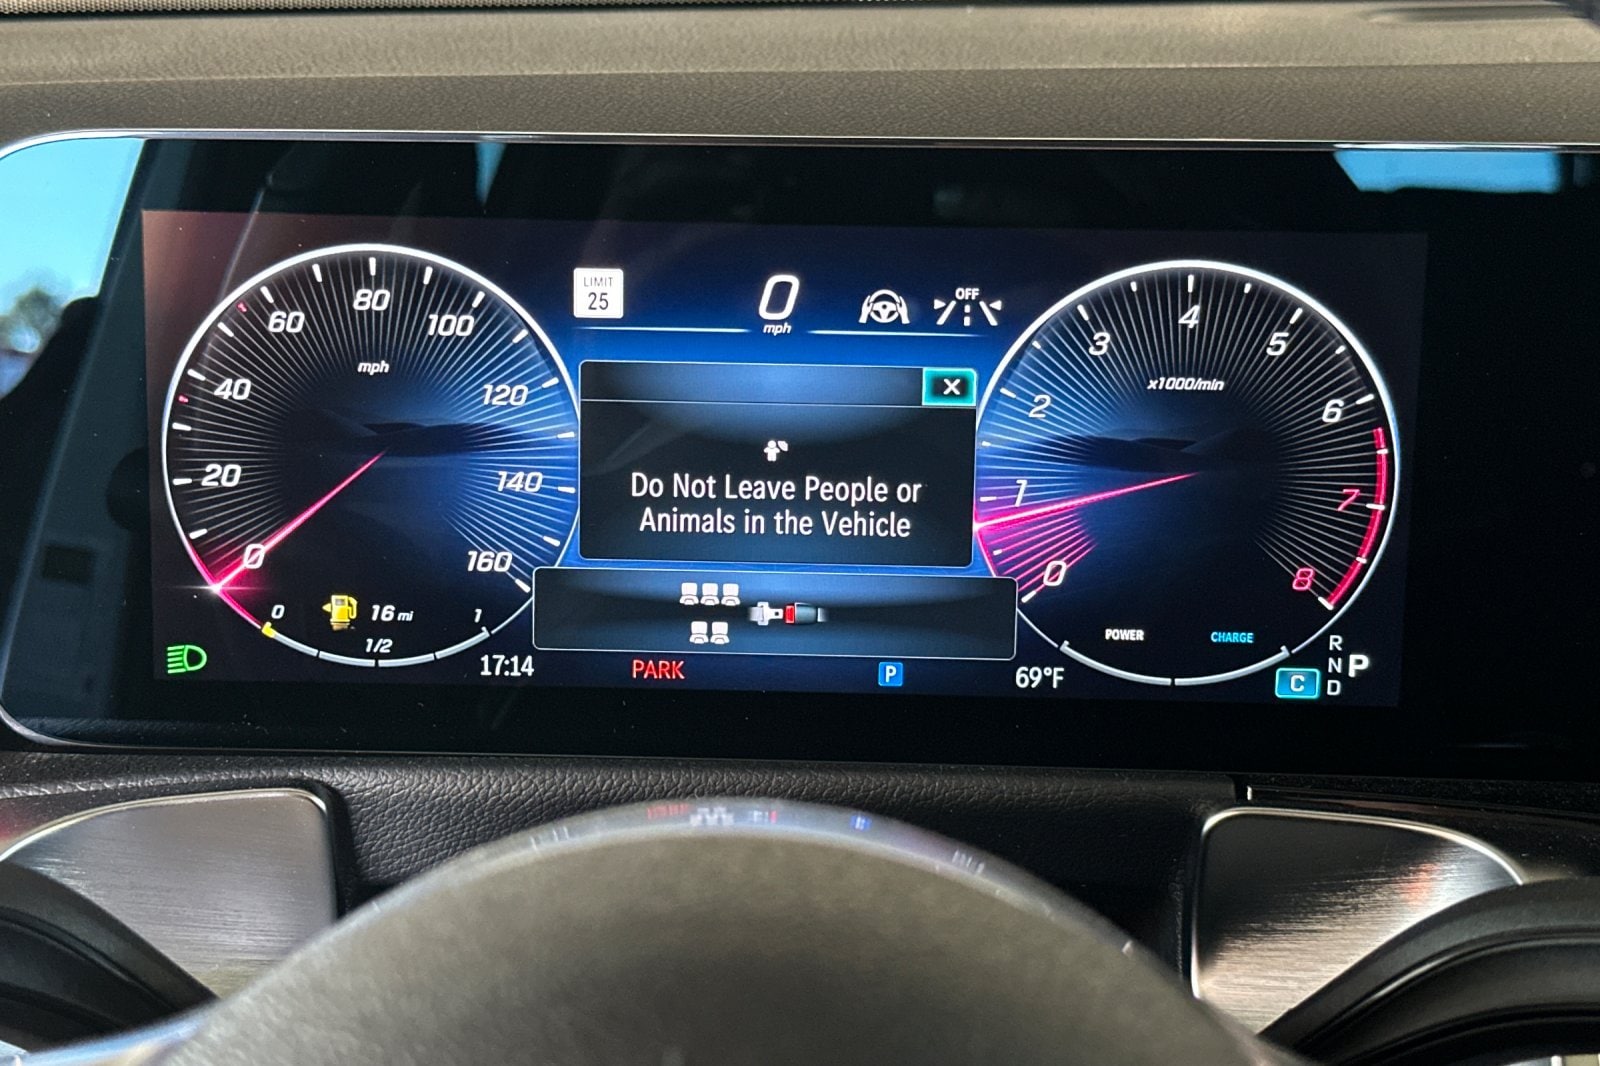 LIMIT
25
0
mph
OFF
X
Do Not Leave People or
Animals in the Vehicle
0
20
40
60
80
100
120
140
160
mph
0
1/2
1
16 mi
17:14
PARK
P
69°F
0
1
2
3
4
5
6
7
8
x1000/min
POWER
CHARGE
C
R
N
D
P